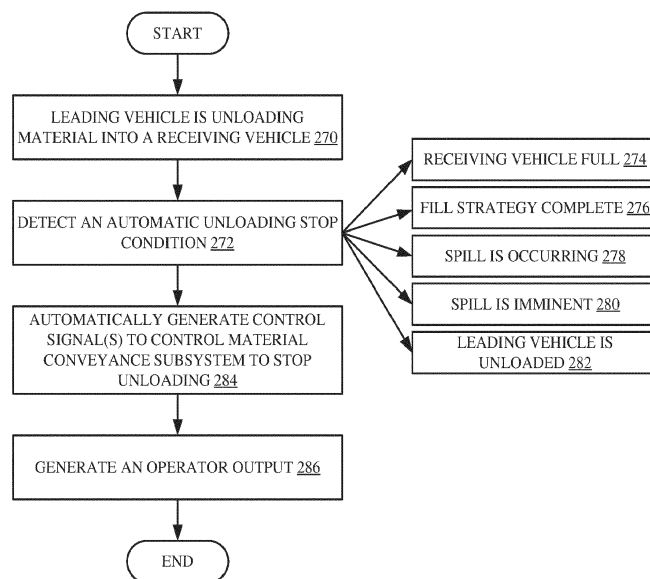 START
LEADING VEHICLE IS UNLOADING
MATERIAL INTO A RECEIVING VEHICLE 270
DETECT AN AUTOMATIC UNLOADING STOP
CONDITION 272
RECEIVING VEHICLE FULL 274
FILL STRATEGY COMPLETE 276
SPILL IS OCCURRING 278
SPILL IS IMMINENT 280
LEADING VEHICLE IS
UNLOADED 282
AUTOMATICALLY GENERATE CONTROL
SIGNAL(S) TO CONTROL MATERIAL
CONVEYANCE SUBSYSTEM TO STOP
UNLOADING 284
GENERATE AN OPERATOR OUTPUT 286
END